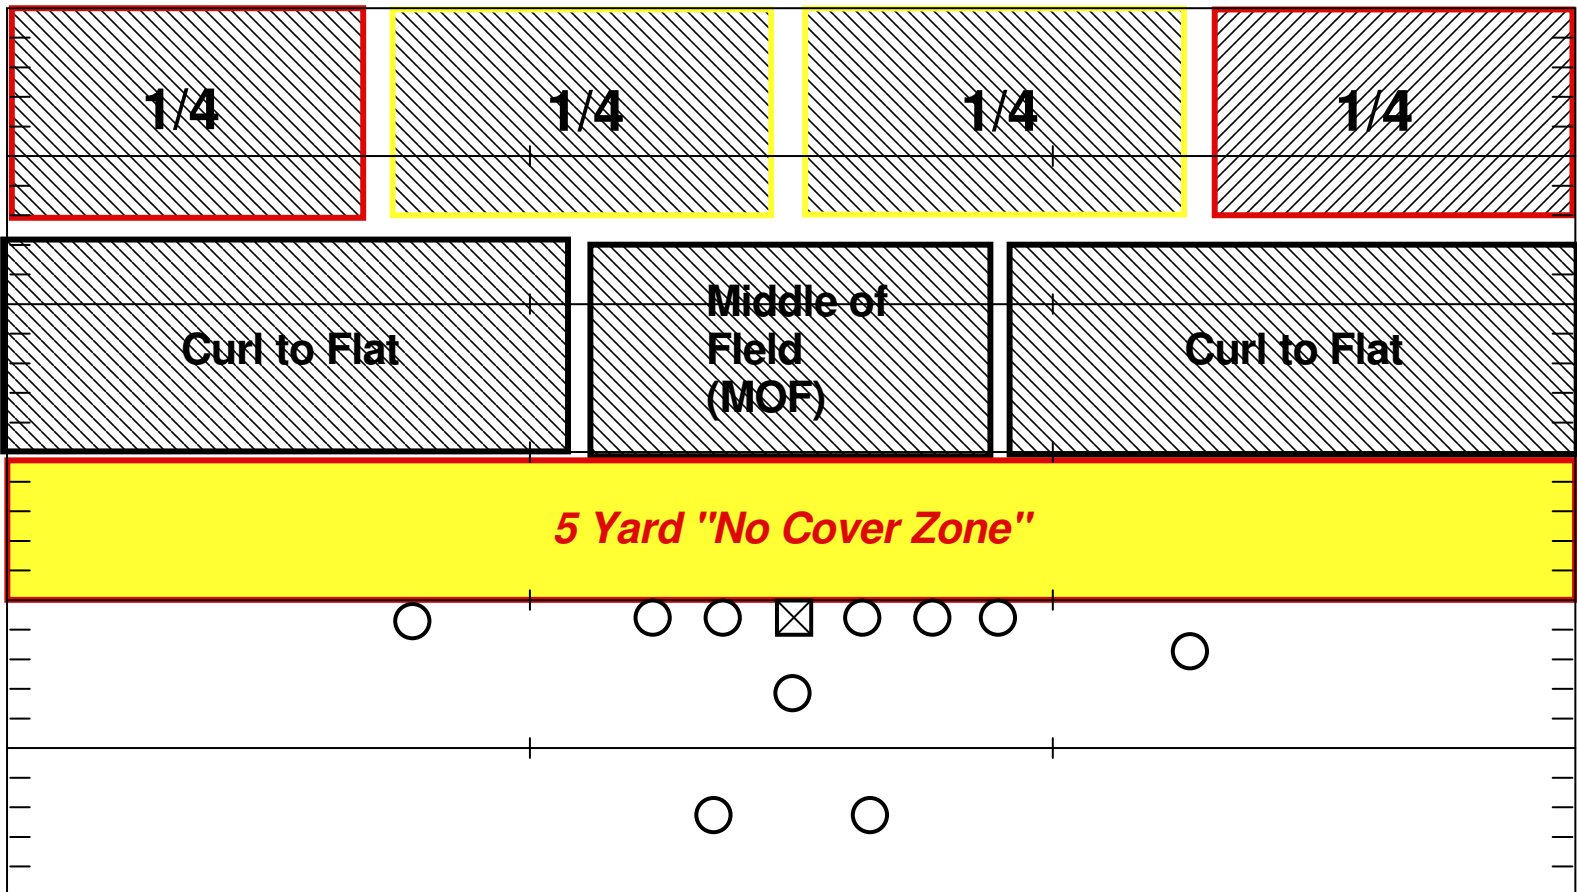 1/4 1/4 1/4 1/4
Curl to Flat
Middle of
Field
(MOF)
Curl to Flat
5 Yard "No Cover Zone"